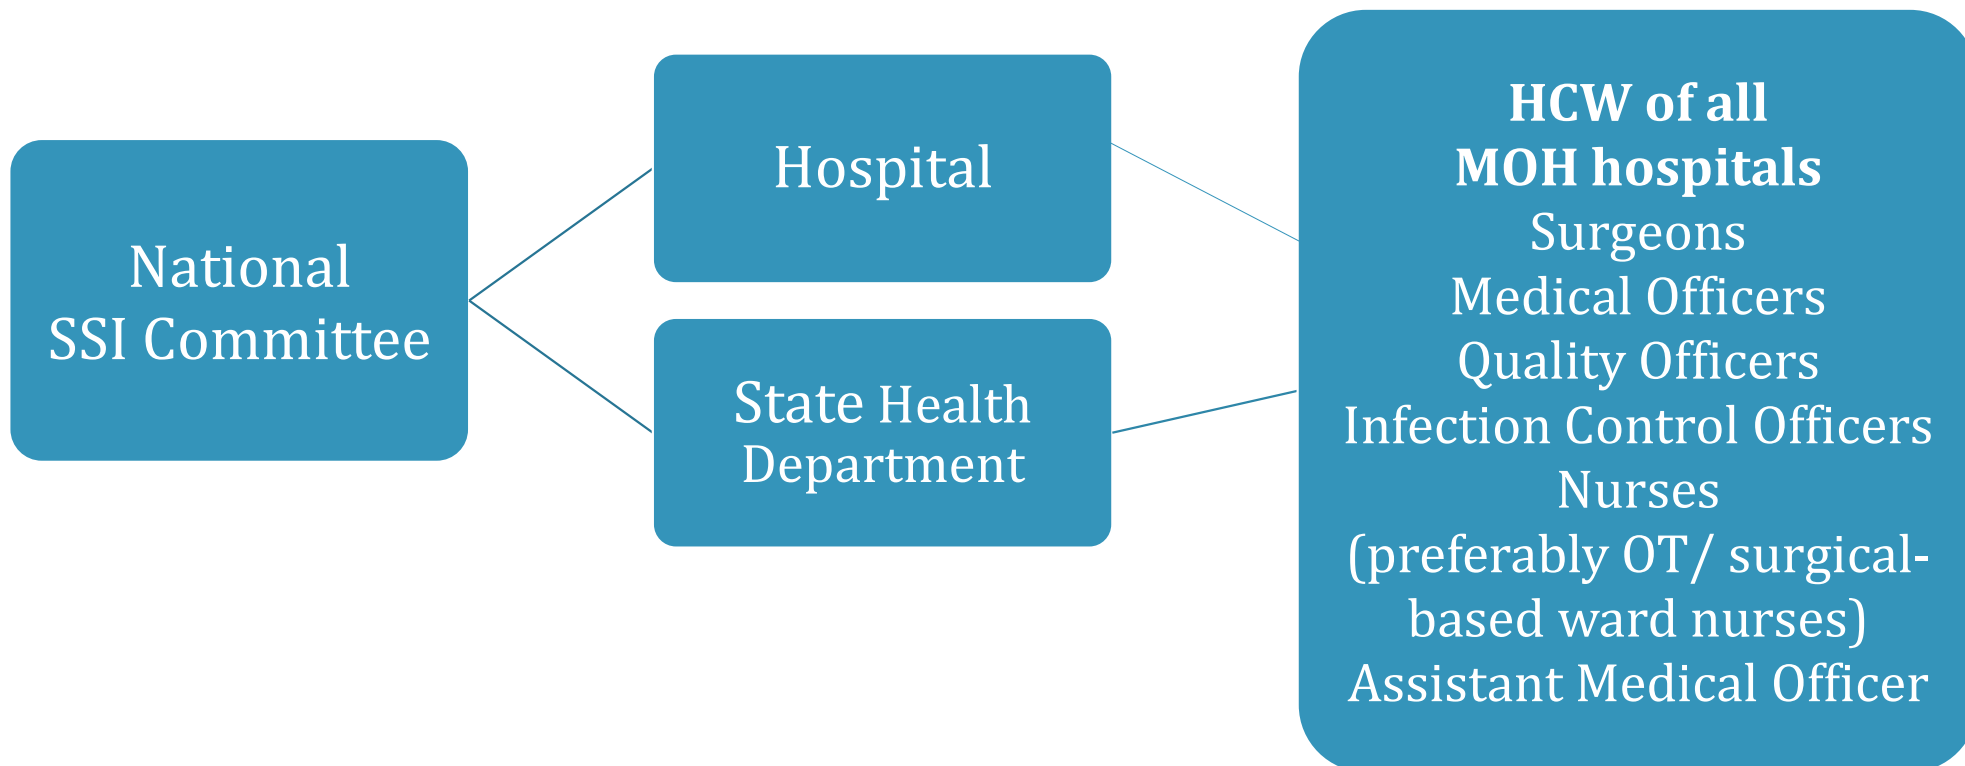 National
SSI Committee
Hospital
State Health
Department
HCW of all
MOH hospitals
Surgeons
Medical Officers
Quality Officers
Infection Control Officers
Nurses
(preferably OT/ surgical-
based ward nurses)
Assistant Medical Officer